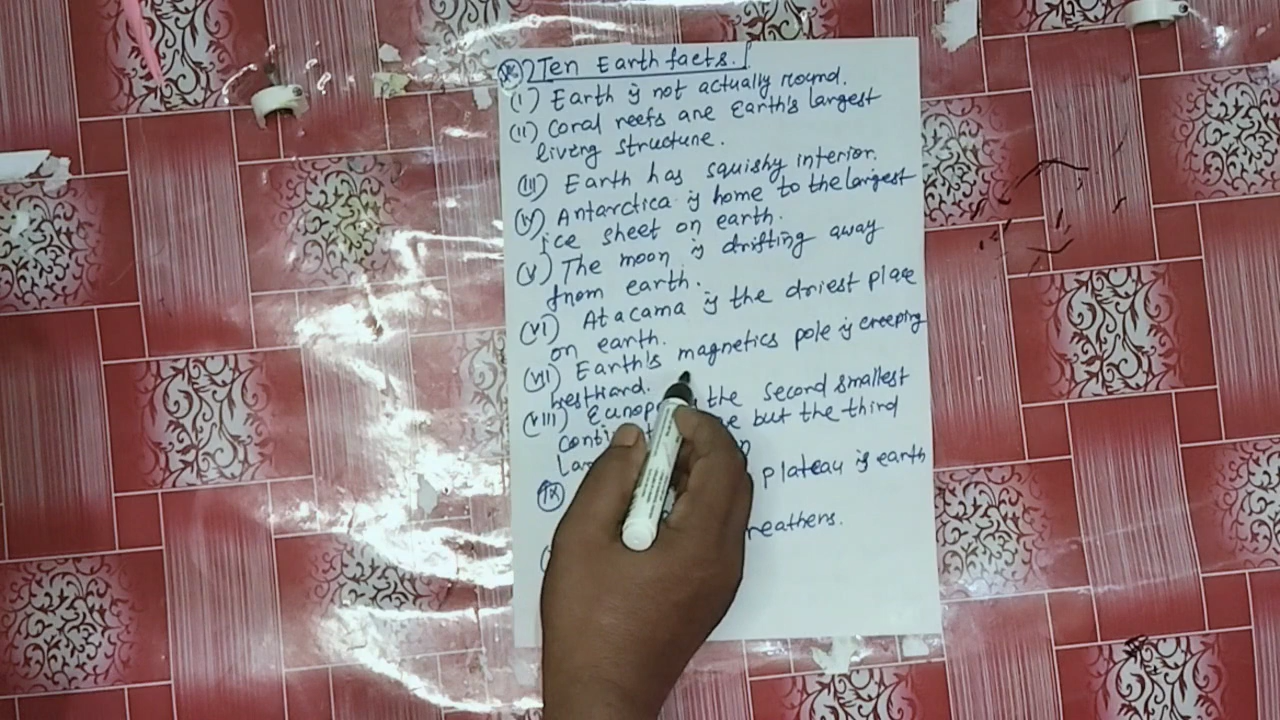 2 Ten Earth facts.
(I) Earth is not actually round.
(II) Coral reefs are Earth's largest
living structure.
(III) Earth has squishy interior.
(IV) Antarctica is home to the largest
ice sheet on earth.
(V) The moon is drifting away
from earth.
(VI) Atacama is the driest place
on earth.
(VII) Earth's magnetics pole is creeping
(VIII) the second smallest
but the third
(IX) plateau is earth